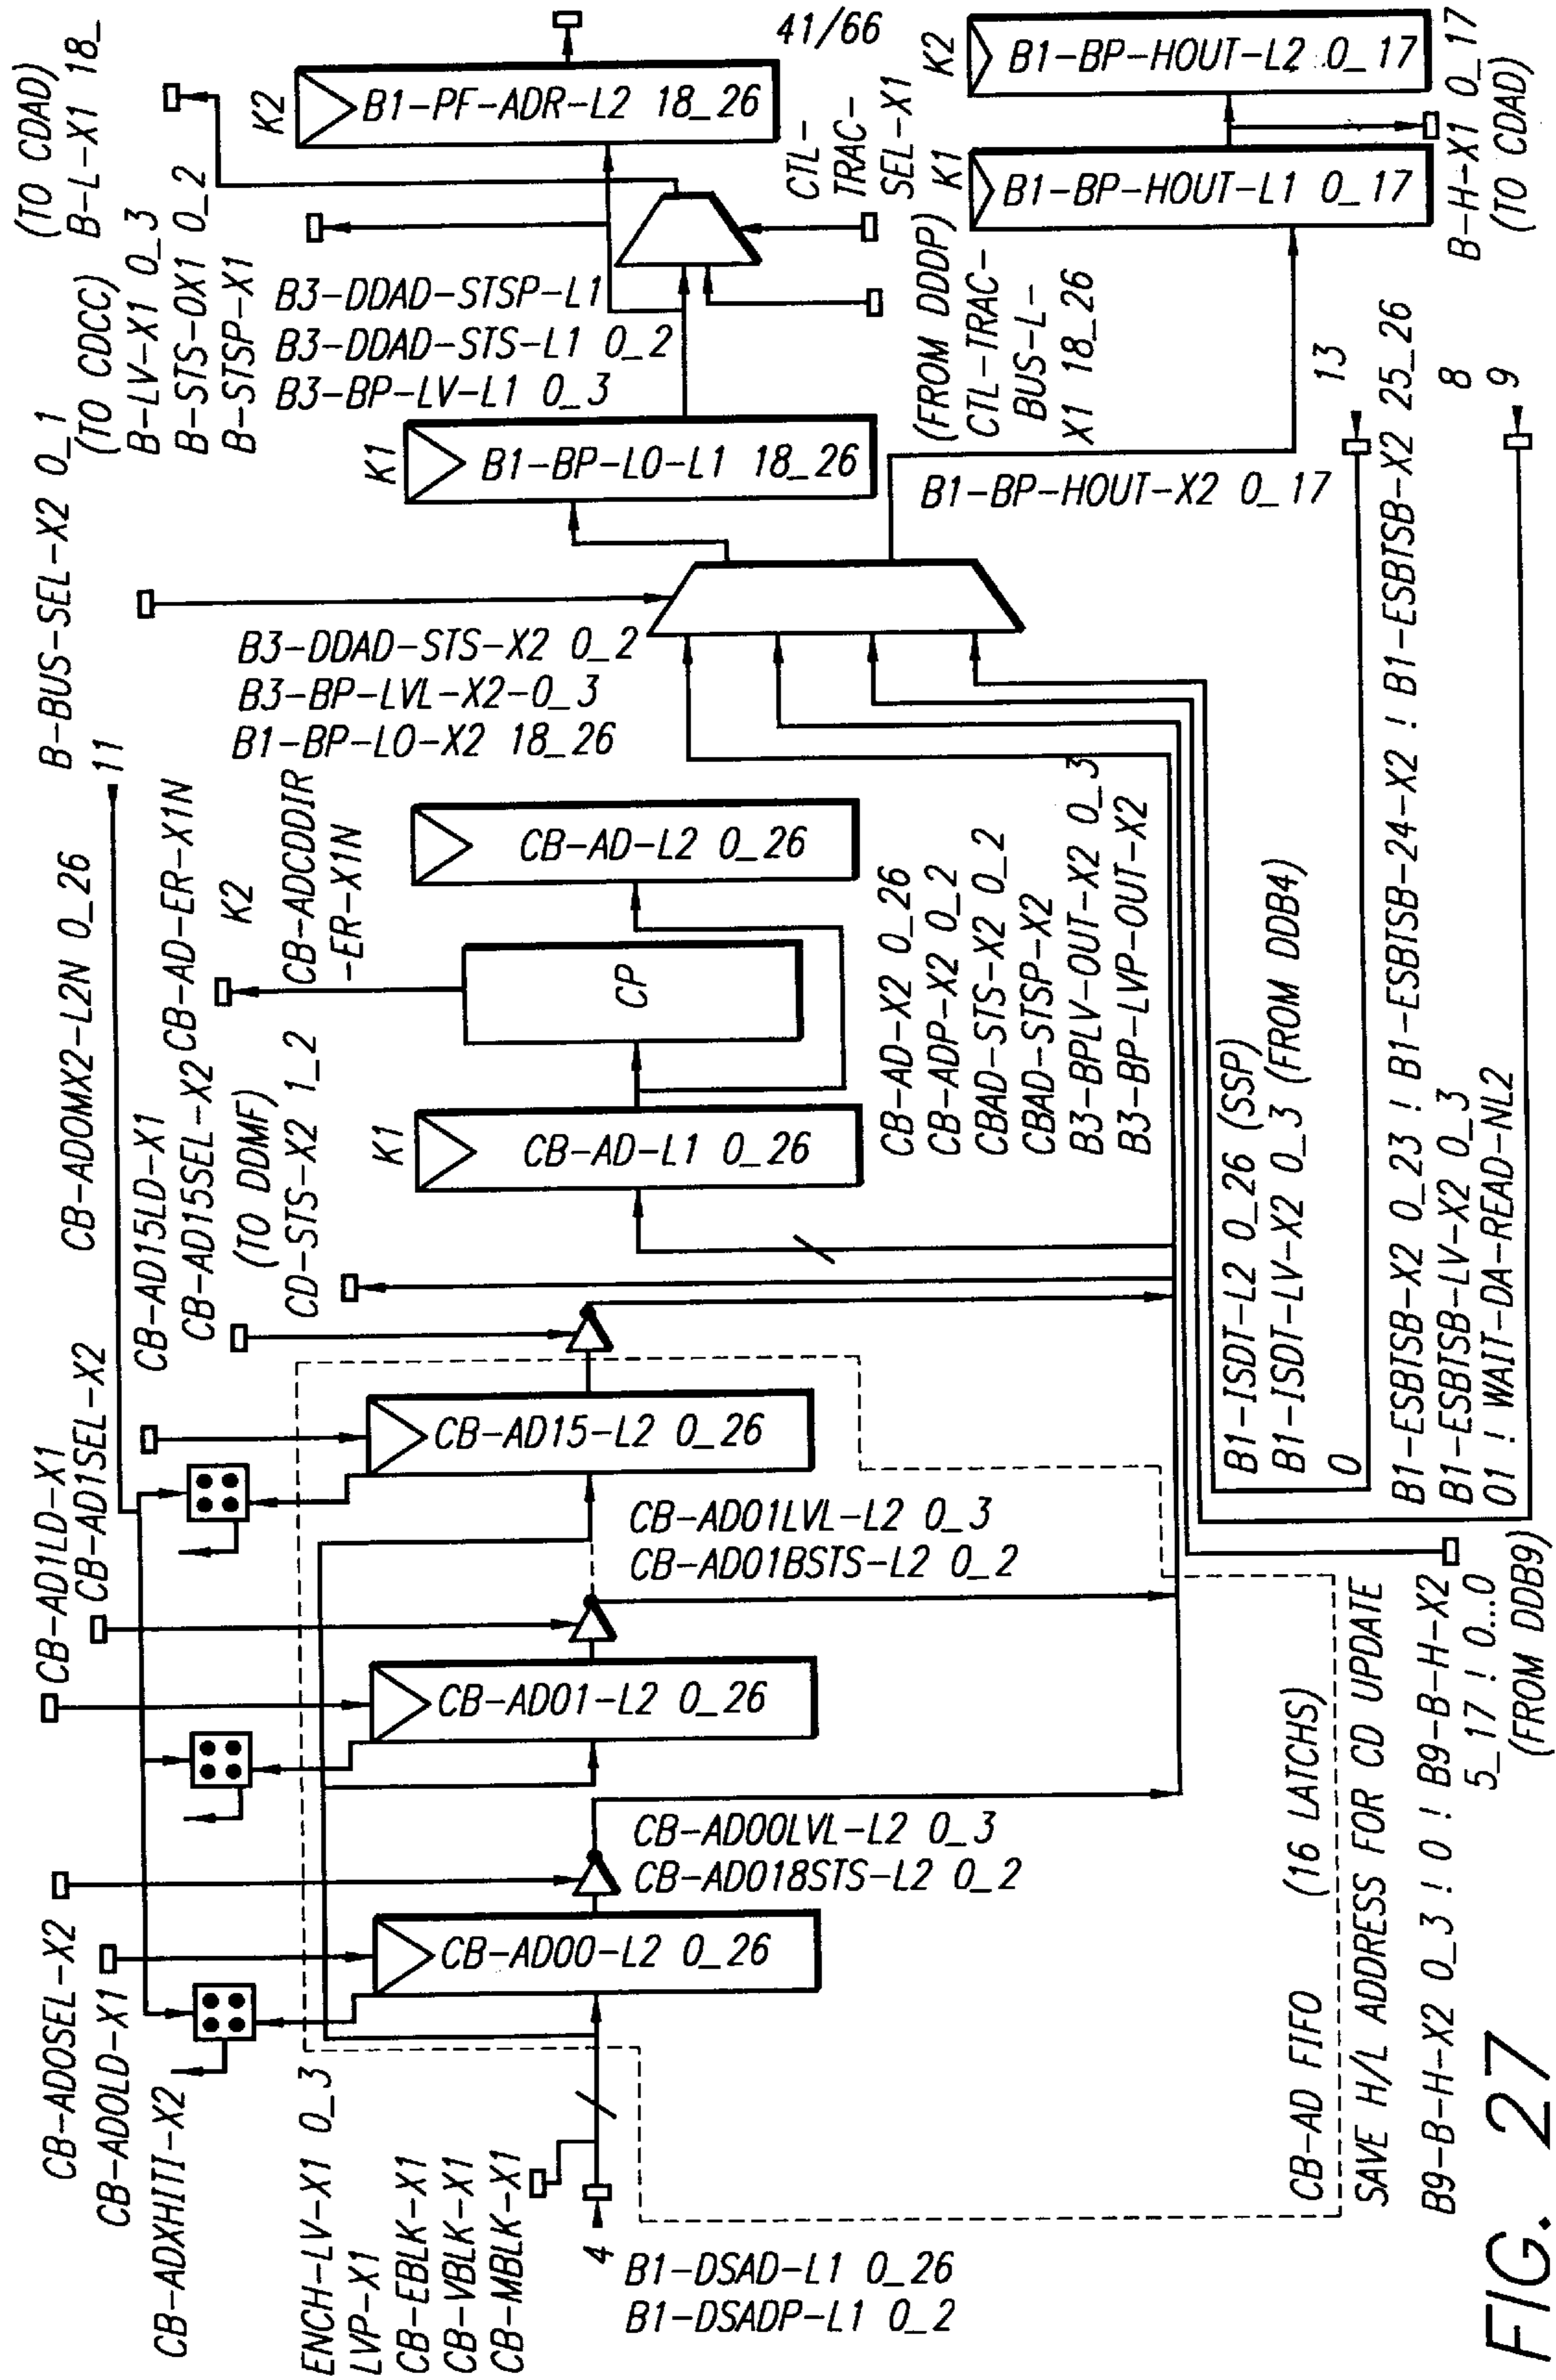 CB-AD0SEL-X2
CB-AD0LD-X1
CB-ADXHIT1-X2
CB-AD1LD-X1
CB-AD1SEL-X2
CB-AD15LD-X1
CB-AD15SEL-X2
CB-AD0MX2-L2N 0_26
11
B-BUS-SEL-X2 0_1
(TO CDCC)
B-LV-X1 0_3
B-STS-0X1 0_2
B-STSP-X1
(TO CDAD)
B-L-X1 18_
ENCH-LV-X1 0_3
LVP-X1
CB-EBLK-X1
CB-VBLK-X1
CB-MBLK-X1
4
B1-DSAD-L1 0_26
B1-DSADP-L1 0_2
CB-AD00-L2 0_26
CB-AD00LVL-L2 0_3
CB-AD018STS-L2 0_2
CB-AD01-L2 0_26
CB-AD01LVL-L2 0_3
CB-AD01BSTS-L2 0_2
CB-AD15-L2 0_26
(TO DDMF)
CD-STS-X2 1_2
CB-AD-ER-X1N
K2
CB-ADCDDIR
-ER-X1N
K1
CB-AD-L1 0_26
CP
CB-AD-L2 0_26
CB-AD-X2 0_26
CB-ADP-X2 0_2
CBAD-STS-X2 0_2
CBAD-STSP-X2
B3-BPLV-OUT-X2 0_3
B3-BP-LVP-OUT-X2
B3-DDAD-STS-X2 0_2
B3-BP-LVL-X2-0_3
B1-BP-LO-X2 18_26
K1
B1-BP-LO-L1 18_26
B3-DDAD-STSP-L1
B3-DDAD-STS-L1 0_2
B3-BP-LV-L1 0_3
K2
B1-PF-ADR-L2 18_26
41/66
CTL-
TRAC-
SEL-X1
(FROM DDDP)
CTL-TRAC-
BUS-L-
X1 18_26
B1-BP-HOUT-X2 0_17
K1
B1-BP-HOUT-L1 0_17
K2
B1-BP-HOUT-L2 0_17
B-H-X1 0_17
(TO CDAD)
B1-ISDT-L2 0_26 (SSP)
B1-ISDT-LV-X2 0_3 (FROM DDB4)
0
13
B1-ESBTSB-X2 0_23 ! B1-ESBTSB-24-X2 ! B1-ESBTSB-X2 25_26
B1-ESBTSB-LV-X2 0_3
8
01 ! WAIT-DA-READ-NL2
9
CB-AD FIFO (16 LATCHS)
SAVE H/L ADDRESS FOR CD UPDATE
B9-B-H-X2 0_3 ! 0 ! B9-B-H-X2
5_17 ! 0...0
(FROM DDB9)
FIG. 27